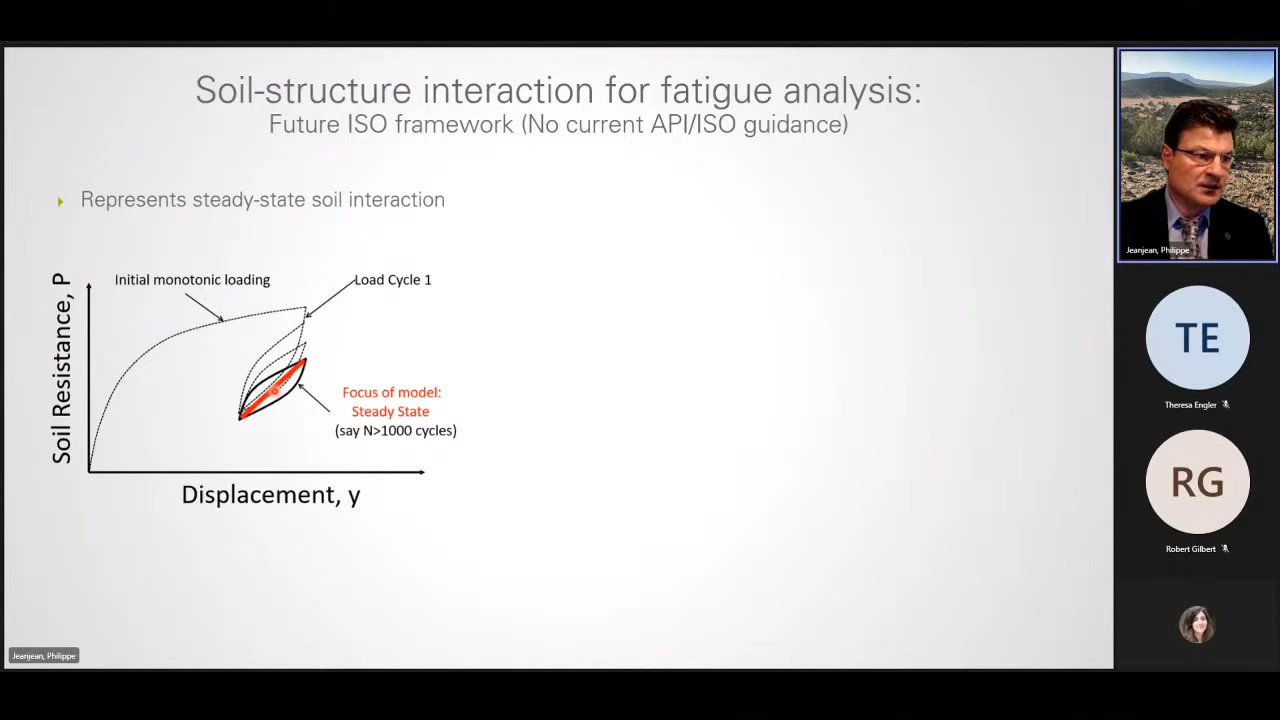 Soil-structure interaction for fatigue analysis:
Future ISO framework (No current API/ISO guidance)
Represents steady-state soil interaction
Soil Resistance, P
Initial monotonic loading
Load Cycle 1
Focus of model:
Steady State
(say N>1000 cycles)
Displacement, y
Jeanjean, Philippe
Jeanjean, Philippe
TE
Theresa Engler
RG
Robert Gilbert